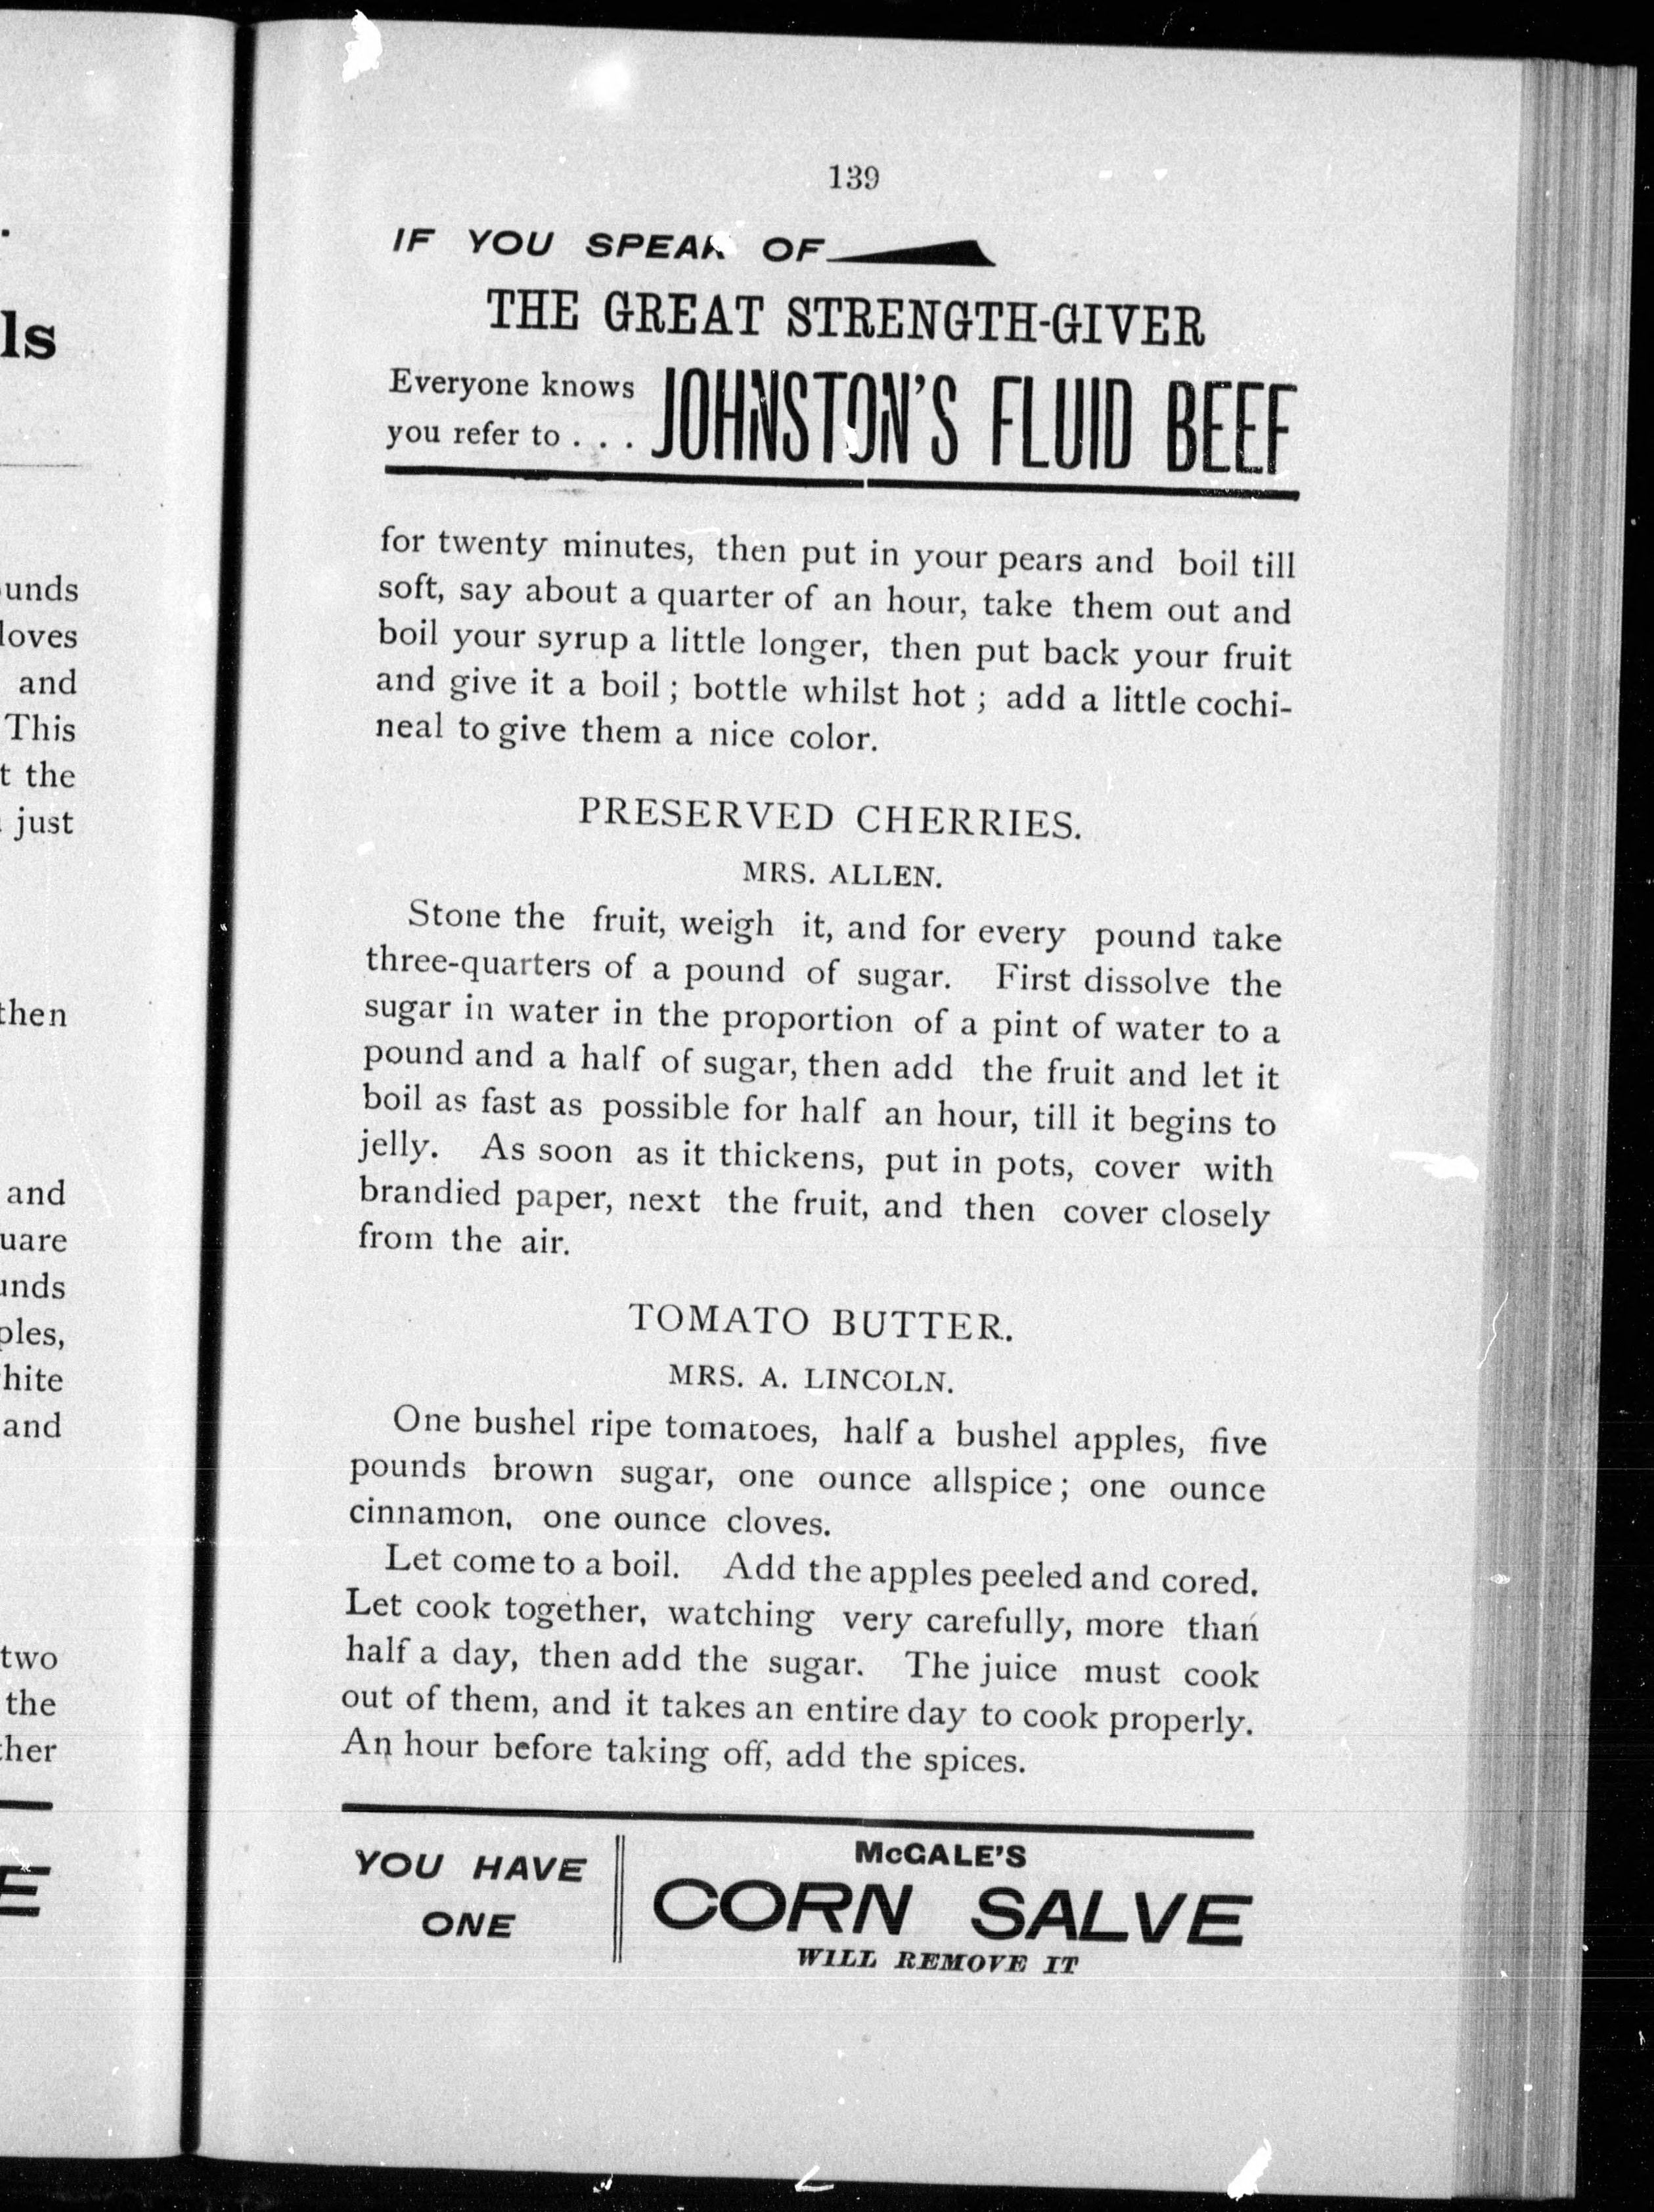 139
IF YOU SPEAK OF
THE GREAT STRENGTH-GIVER
Everyone knows
you refer to . . .
JOHNSTON'S FLUID BEEF
for twenty minutes, then put in your pears and boil till
soft, say about a quarter of an hour, take them out and
boil your syrup a little longer, then put back your fruit
and give it a boil ; bottle whilst hot ; add a little cochi-
neal to give them a nice color.
PRESERVED CHERRIES.
MRS. ALLEN.
Stone the fruit, weigh it, and for every pound take
three-quarters of a pound of sugar. First dissolve the
sugar in water in the proportion of a pint of water to a
pound and a half of sugar, then add the fruit and let it
boil as fast as possible for half an hour, till it begins to
jelly. As soon as it thickens, put in pots, cover with
brandied paper, next the fruit, and then cover closely
from the air.
TOMATO BUTTER.
MRS. A. LINCOLN.
One bushel ripe tomatoes, half a bushel apples, five
pounds brown sugar, one ounce allspice ; one ounce
cinnamon, one ounce cloves.
Let come to a boil. Add the apples peeled and cored.
Let cook together, watching very carefully, more than
half a day, then add the sugar. The juice must cook
out of them, and it takes an entire day to cook properly.
An hour before taking off, add the spices.
YOU HAVE
ONE
McGALE'S
CORN SALVE
WILL REMOVE IT